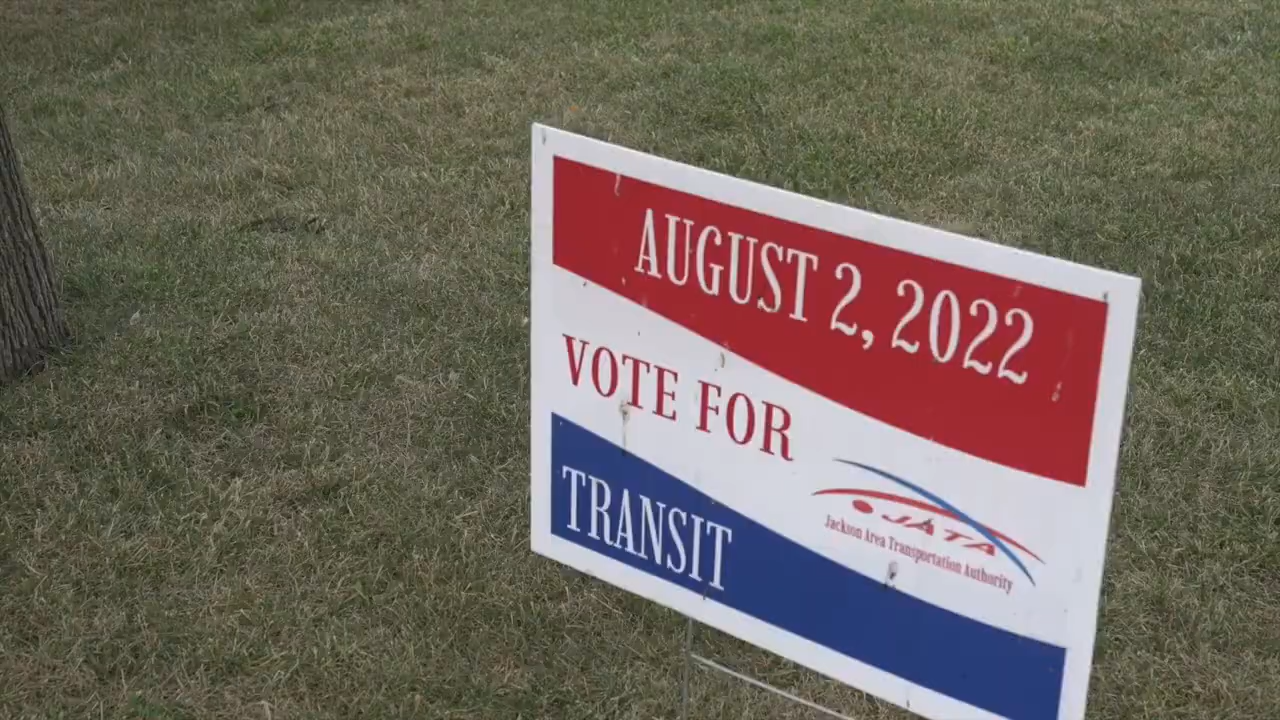 AUGUST 2, 2022
VOTE FOR
TRANSIT
JATA
Jackson Area Transportation Authority